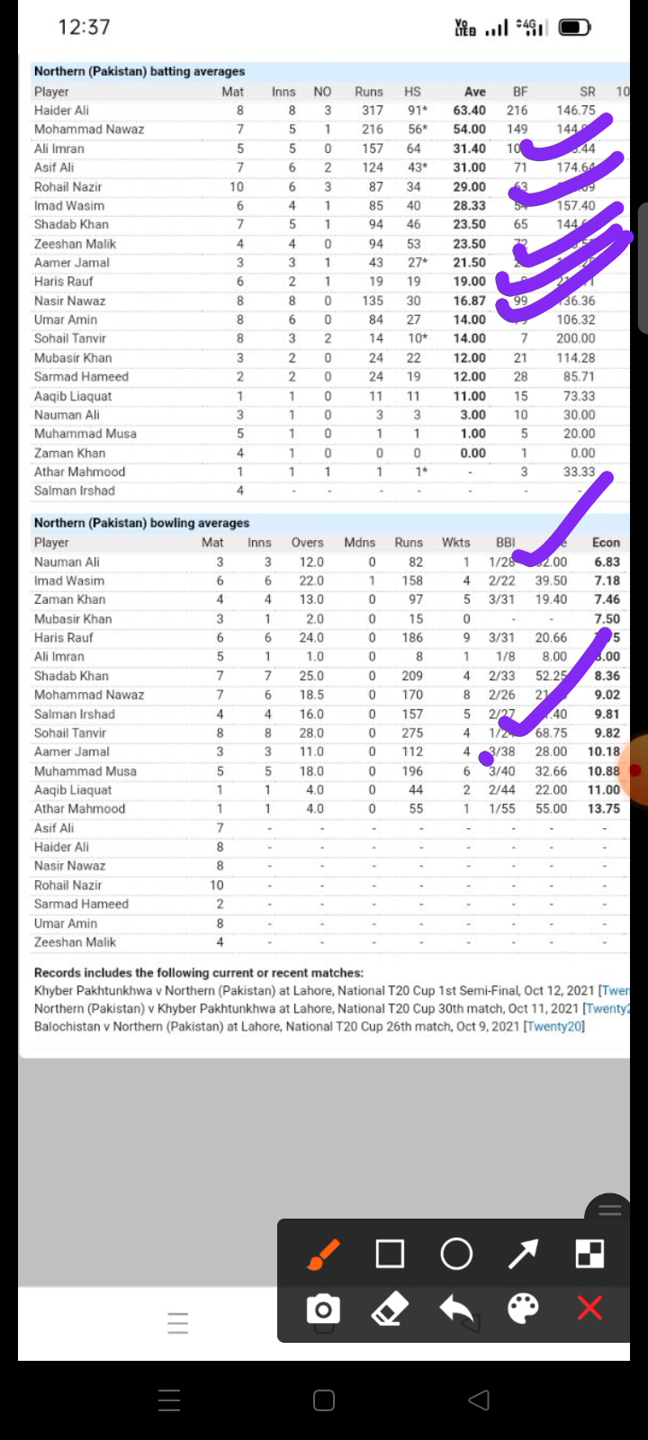 12:37 Vo LTE 4G
Northern (Pakistan) batting averages
Player Mat Inns NO Runs HS Ave BF SR 10
Haider Ali 8 8 3 317 91* 63.40 216 146.75
Mohammad Nawaz 7 5 1 216 56* 54.00 149
Ali Imran 5 5 0 157 64 31.40
Asif Ali 7 6 2 124 43* 31.00 71 174.64
Rohail Nazir 10 6 3 87 34 29.00 63
Imad Wasim 6 4 1 85 40 28.33 54 157.40
Shadab Khan 7 5 1 94 46 23.50 65
Zeeshan Malik 4 4 0 94 53 23.50 72
Aamer Jamal 3 3 1 43 27* 21.50
Haris Rauf 6 2 1 19 19 19.00
Nasir Nawaz 8 8 0 135 30 16.87 99 136.36
Umar Amin 8 6 0 84 27 14.00 106.32
Sohail Tanvir 8 3 2 14 10* 14.00 7 200.00
Mubasir Khan 3 2 0 24 22 12.00 21 114.28
Sarmad Hameed 2 2 0 24 19 12.00 28 85.71
Aaqib Liaquat 1 1 0 11 11 11.00 15 73.33
Nauman Ali 3 1 0 3 3 3.00 10 30.00
Muhammad Musa 5 1 0 1 1 1.00 5 20.00
Zaman Khan 4 1 0 0 0 0.00 1 0.00
Athar Mahmood 1 1 1 1 1* - 3 33.33
Salman Irshad 4 - - - - - - -
Northern (Pakistan) bowling averages
Player Mat Inns Overs Mdns Runs Wkts BBI Econ
Nauman Ali 3 3 12.0 0 82 1 1/28 6.83
Imad Wasim 6 6 22.0 1 158 4 2/22 39.50 7.18
Zaman Khan 4 4 13.0 0 97 5 3/31 19.40 7.46
Mubasir Khan 3 1 2.0 0 15 0 - - 7.50
Haris Rauf 6 6 24.0 0 186 9 3/31 20.66
Ali Imran 5 1 1.0 0 8 1 1/8 8.00
Shadab Khan 7 7 25.0 0 209 4 2/33 52.25 8.36
Mohammad Nawaz 7 6 18.5 0 170 8 2/26 9.02
Salman Irshad 4 4 16.0 0 157 5 2/27 9.81
Sohail Tanvir 8 8 28.0 0 275 4 68.75 9.82
Aamer Jamal 3 3 11.0 0 112 4 3/38 28.00 10.18
Muhammad Musa 5 5 18.0 0 196 6 3/40 32.66 10.88
Aaqib Liaquat 1 1 4.0 0 44 2 2/44 22.00 11.00
Athar Mahmood 1 1 4.0 0 55 1 1/55 55.00 13.75
Asif Ali 7 - - - - - - - -
Haider Ali 8 - - - - - - - -
Nasir Nawaz 8 - - - - - - - -
Rohail Nazir 10 - - - - - - - -
Sarmad Hameed 2 - - - - - - - -
Umar Amin 8 - - - - - - - -
Zeeshan Malik 4 - - - - - - - -
Records includes the following current or recent matches:
Khyber Pakhtunkhwa v Northern (Pakistan) at Lahore, National T20 Cup 1st Semi-Final, Oct 12, 2021 [Twen
Northern (Pakistan) v Khyber Pakhtunkhwa at Lahore, National T20 Cup 30th match, Oct 11, 2021 [Twenty2
Balochistan v Northern (Pakistan) at Lahore, National T20 Cup 26th match, Oct 9, 2021 [Twenty20]